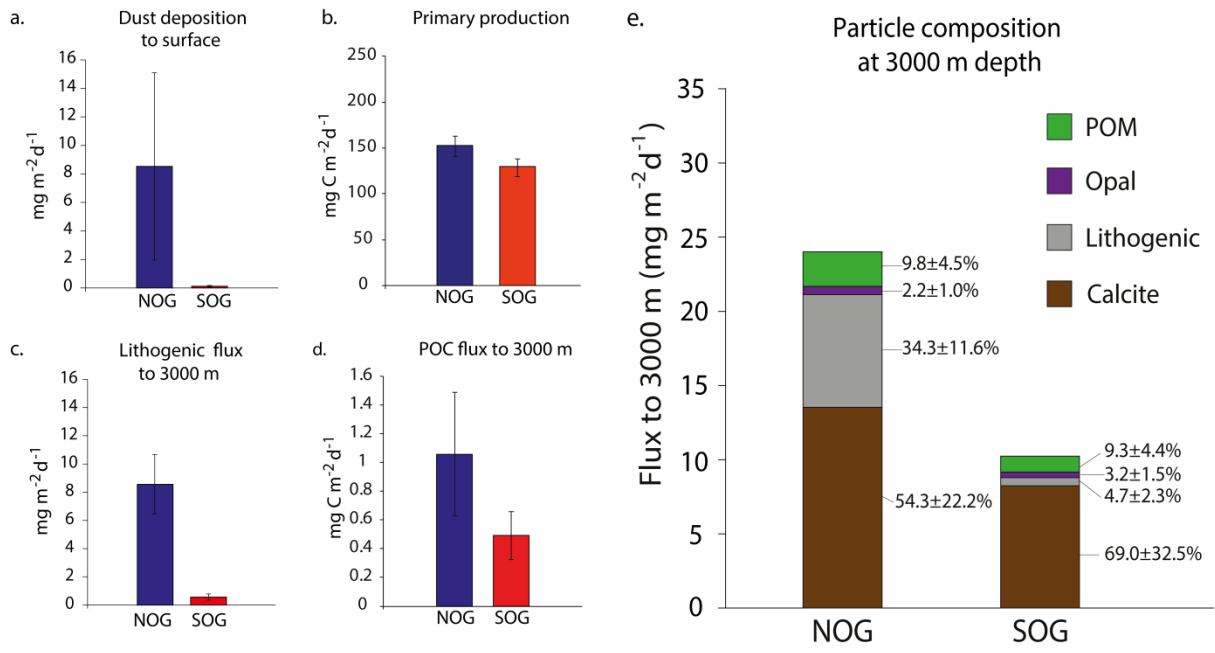 a.
Dust deposition
to surface
16
14
12
10
8
6
4
2
0
mg m⁻²d⁻¹
NOG SOG
b.
Primary production
250
200
150
100
50
0
mg C m⁻²d⁻¹
NOG SOG
c.
Lithogenic flux
to 3000 m
16
14
12
10
8
6
4
2
0
mg m⁻²d⁻¹
NOG SOG
d.
POC flux to 3000 m
1.6
1.4
1.2
1
0.8
0.6
0.4
0.2
0
mg C m⁻²d⁻¹
NOG SOG
e.
Particle composition
at 3000 m depth
35
30
25
20
15
10
5
0
Flux to 3000 m (mg m⁻²d⁻¹)
POM
Opal
Lithogenic
Calcite
9.8±4.5%
2.2±1.0%
34.3±11.6%
54.3±22.2%
9.3±4.4%
3.2±1.5%
4.7±2.3%
69.0±32.5%
NOG SOG